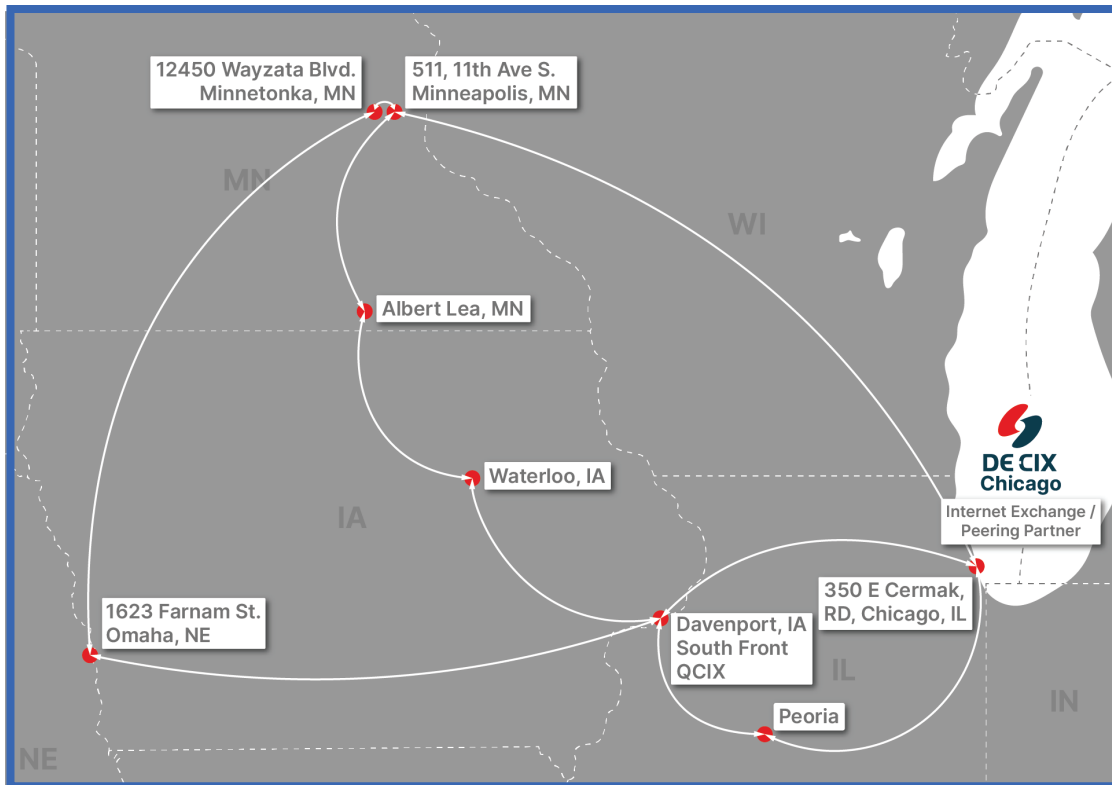 12450 Wayzata Blvd.
Minnetonka, MN
511, 11th Ave S.
Minneapolis, MN
MN
WI
Albert Lea, MN
DE CIX
Chicago
Waterloo, IA
Internet Exchange /
Peering Partner
IA
350 E Cermak,
RD, Chicago, IL
1623 Farnam St.
Omaha, NE
Davenport, IA
South Front
QCIX
IL
IN
Peoria
NE